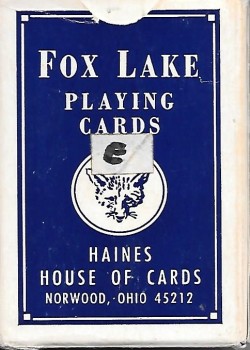 FOX LAKE
PLAYING
CARDS
e
HAINES
HOUSE OF CARDS
NORWOOD, OHIO 45212